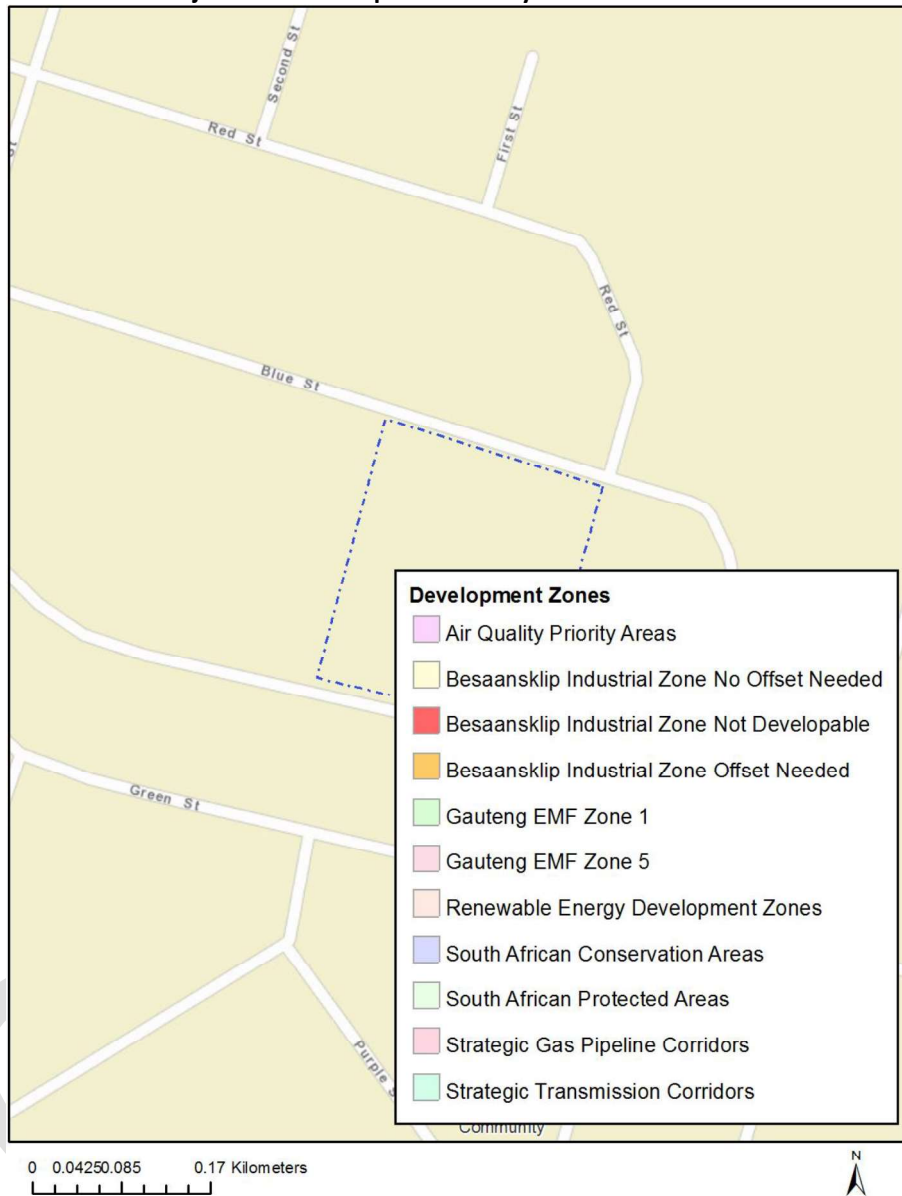 Second St
First St
Red St
Red St
Blue St
Development Zones
Air Quality Priority Areas
Besaansklip Industrial Zone No Offset Needed
Besaansklip Industrial Zone Not Developable
Besaansklip Industrial Zone Offset Needed
Gauteng EMF Zone 1
Green St
Gauteng EMF Zone 5
Renewable Energy Development Zones
South African Conservation Areas
South African Protected Areas
Strategic Gas Pipeline Corridors
Purple S
Strategic Transmission Corridors
Community
0 0.04250.085 0.17 Kilometers
N